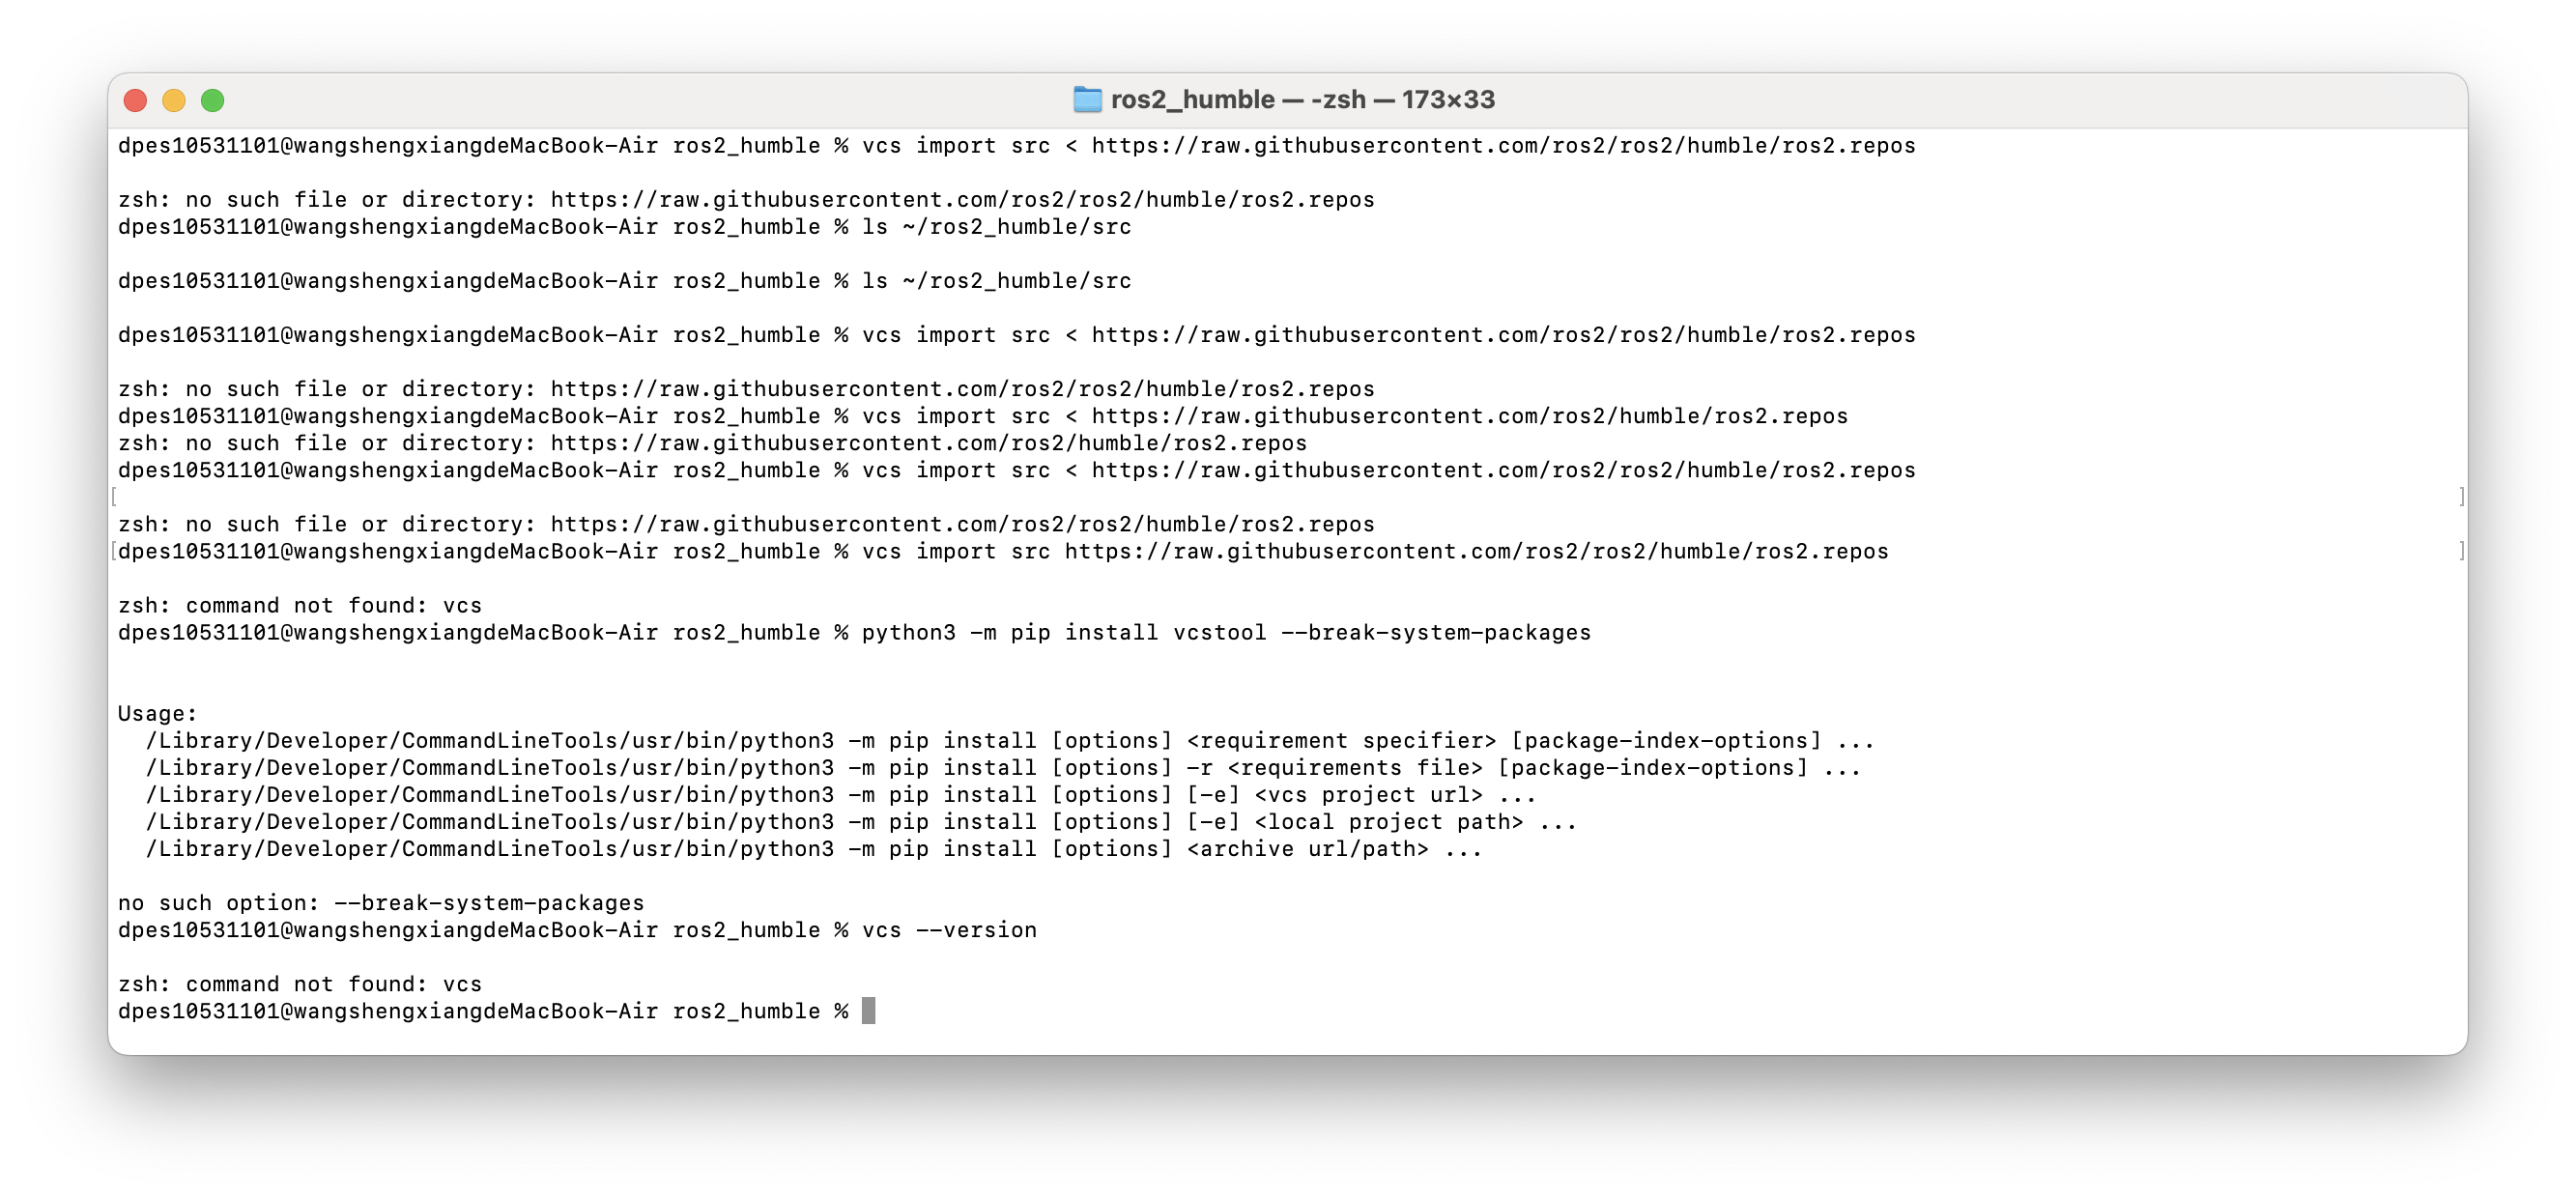 ros2_humble — -zsh — 173×33
dpes10531101@wangshengxiangdeMacBook-Air ros2_humble % vcs import src < https://raw.githubusercontent.com/ros2/ros2/humble/ros2.repos
zsh: no such file or directory: https://raw.githubusercontent.com/ros2/ros2/humble/ros2.repos
dpes10531101@wangshengxiangdeMacBook-Air ros2_humble % ls ~/ros2_humble/src
dpes10531101@wangshengxiangdeMacBook-Air ros2_humble % ls ~/ros2_humble/src
dpes10531101@wangshengxiangdeMacBook-Air ros2_humble % vcs import src < https://raw.githubusercontent.com/ros2/ros2/humble/ros2.repos
zsh: no such file or directory: https://raw.githubusercontent.com/ros2/ros2/humble/ros2.repos
dpes10531101@wangshengxiangdeMacBook-Air ros2_humble % vcs import src < https://raw.githubusercontent.com/ros2/humble/ros2.repos
zsh: no such file or directory: https://raw.githubusercontent.com/ros2/humble/ros2.repos
dpes10531101@wangshengxiangdeMacBook-Air ros2_humble % vcs import src < https://raw.githubusercontent.com/ros2/ros2/humble/ros2.repos
[ ]
zsh: no such file or directory: https://raw.githubusercontent.com/ros2/ros2/humble/ros2.repos
[dpes10531101@wangshengxiangdeMacBook-Air ros2_humble % vcs import src https://raw.githubusercontent.com/ros2/ros2/humble/ros2.repos ]
zsh: command not found: vcs
dpes10531101@wangshengxiangdeMacBook-Air ros2_humble % python3 -m pip install vcstool --break-system-packages
Usage:
  /Library/Developer/CommandLineTools/usr/bin/python3 -m pip install [options] <requirement specifier> [package-index-options] ...
  /Library/Developer/CommandLineTools/usr/bin/python3 -m pip install [options] -r <requirements file> [package-index-options] ...
  /Library/Developer/CommandLineTools/usr/bin/python3 -m pip install [options] [-e] <vcs project url> ...
  /Library/Developer/CommandLineTools/usr/bin/python3 -m pip install [options] [-e] <local project path> ...
  /Library/Developer/CommandLineTools/usr/bin/python3 -m pip install [options] <archive url/path> ...
no such option: --break-system-packages
dpes10531101@wangshengxiangdeMacBook-Air ros2_humble % vcs --version
zsh: command not found: vcs
dpes10531101@wangshengxiangdeMacBook-Air ros2_humble %